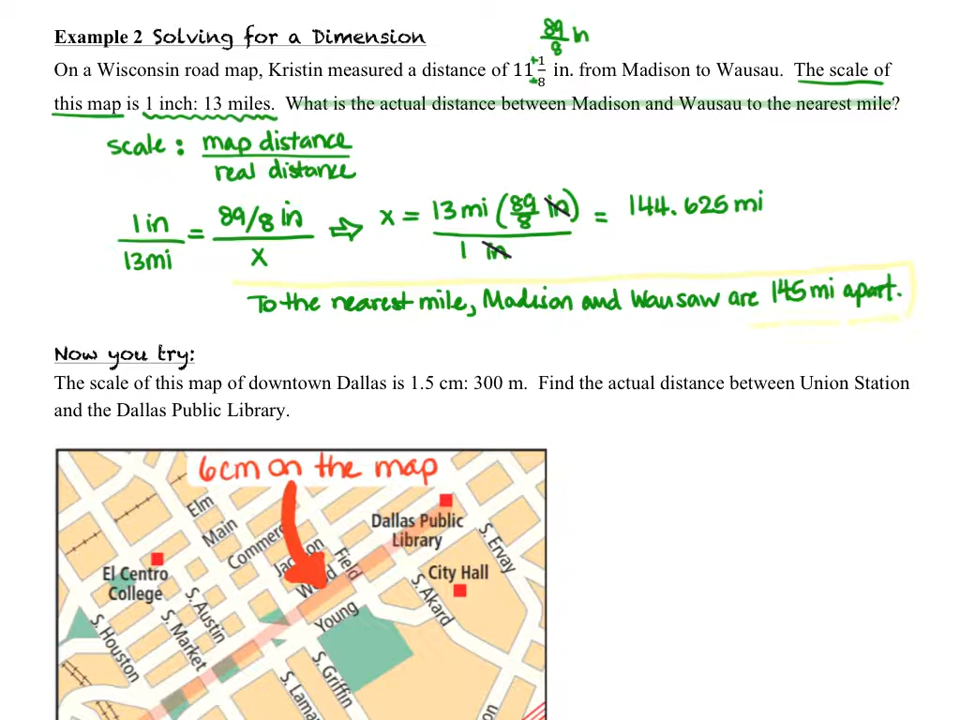 89/8 in
Example 2 Solving for a Dimension
On a Wisconsin road map, Kristin measured a distance of 11 1/8 in. from Madison to Wausau. The scale of
this map is 1 inch: 13 miles. What is the actual distance between Madison and Wausau to the nearest mile?
scale : map distance / real distance
1 in / 13mi = 89/8 in / x ⇒ x = 13 mi (89/8 in) / 1 in = 144.625 mi
To the nearest mile, Madison and Wausaw are 145 mi apart.
Now you try:
The scale of this map of downtown Dallas is 1.5 cm: 300 m. Find the actual distance between Union Station
and the Dallas Public Library.
6cm on the map
Elm
Main
Commerce
Jackson
Wood
Field
Young
Dallas Public
Library
S. Ervay
City Hall
S. Akard
El Centro
College
S. Austin
S. Market
S. Houston
S. Griffin
S. Lama
on